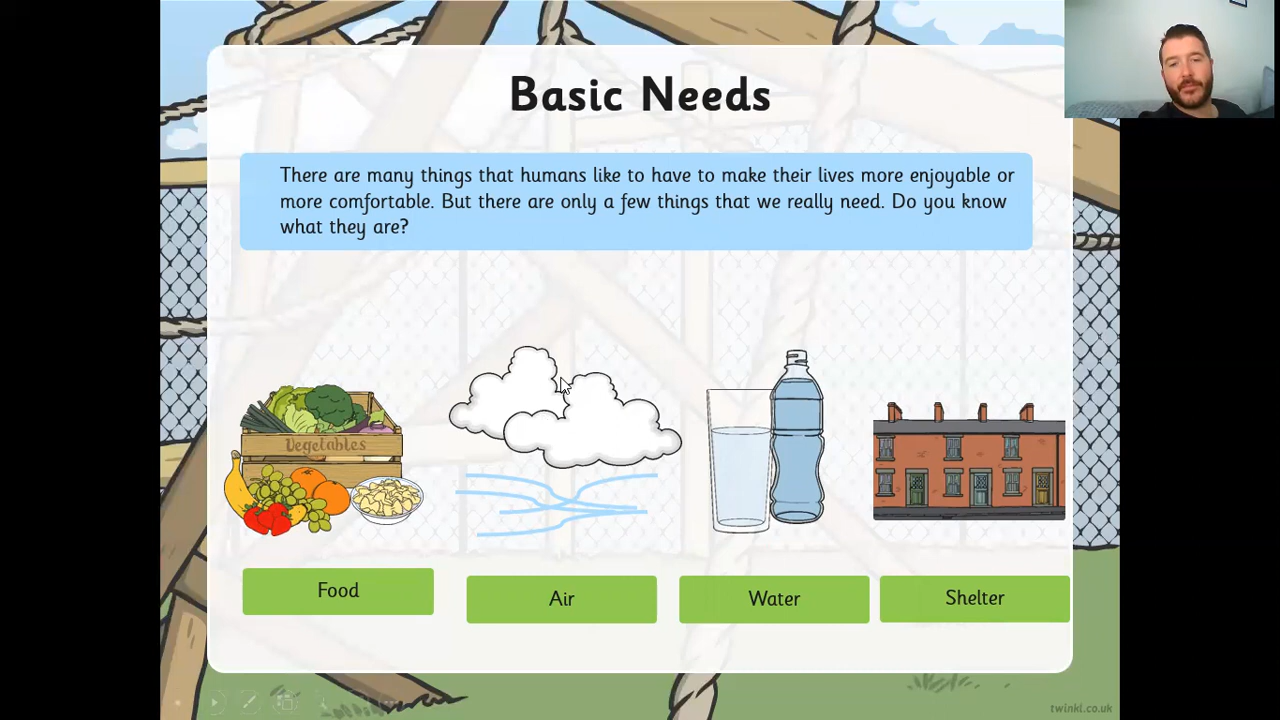 Basic Needs
There are many things that humans like to have to make their lives more enjoyable or
more comfortable. But there are only a few things that we really need. Do you know
what they are?
Vegetables
Food
Air
Water
Shelter
twinkl.co.uk